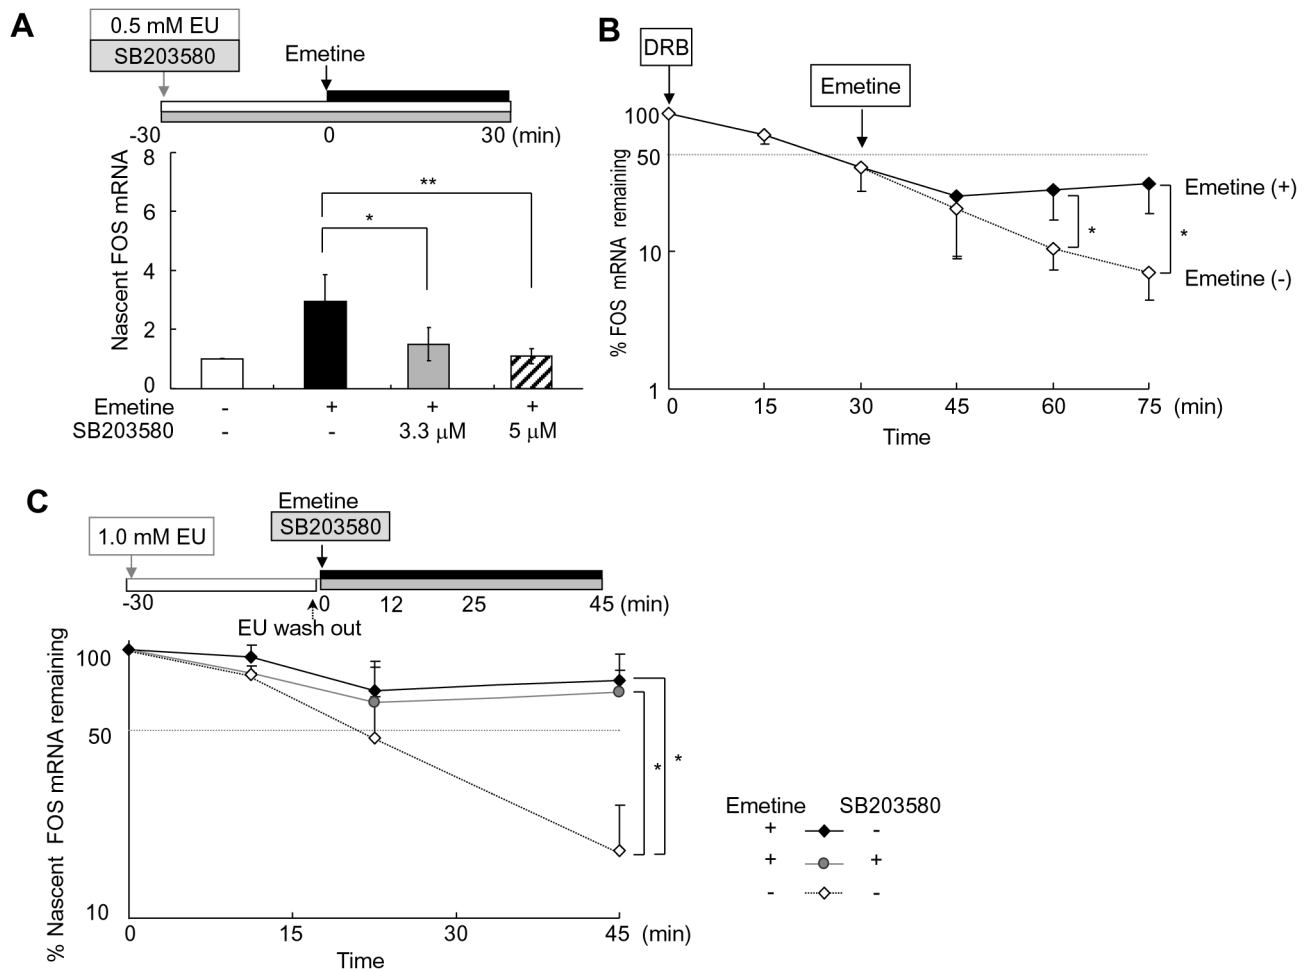 A
0.5 mM EU
SB203580
Emetine
-30 0 30 (min)
Nascent FOS mRNA
8
6
4
2
0
**
*
Emetine - + + +
SB203580 - - 3.3 μM 5 μM
B
DRB
Emetine
% FOS mRNA remaining
100
50
10
1
Emetine (+)
*
*
Emetine (-)
0 15 30 45 60 75 (min)
Time
C
Emetine
SB203580
1.0 mM EU
-30 0 12 25 45 (min)
EU wash out
% Nascent FOS mRNA remaining
100
50
10
*
*
0 15 30 45 (min)
Time
Emetine SB203580
+ -
+ +
- -